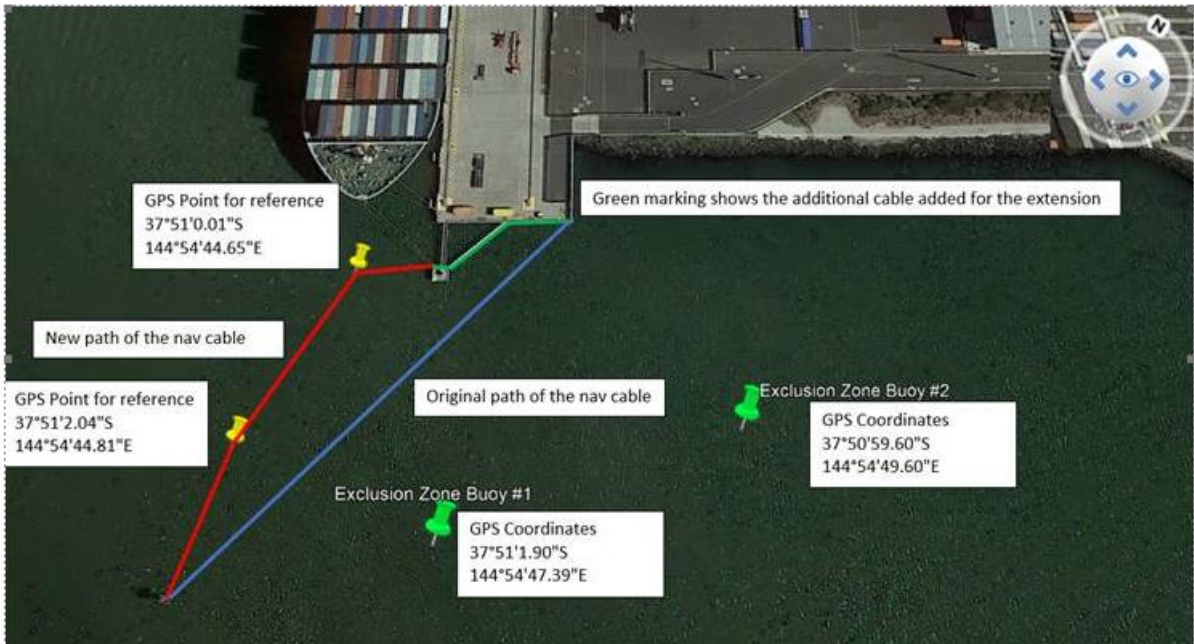 N
GPS Point for reference
37°51'0.01"S
144°54'44.65"E
Green marking shows the additional cable added for the extension
New path of the nav cable
GPS Point for reference
37°51'2.04"S
144°54'44.81"E
Original path of the nav cable
Exclusion Zone Buoy #2
GPS Coordinates
37°50'59.60"S
144°54'49.60"E
Exclusion Zone Buoy #1
GPS Coordinates
37°51'1.90"S
144°54'47.39"E